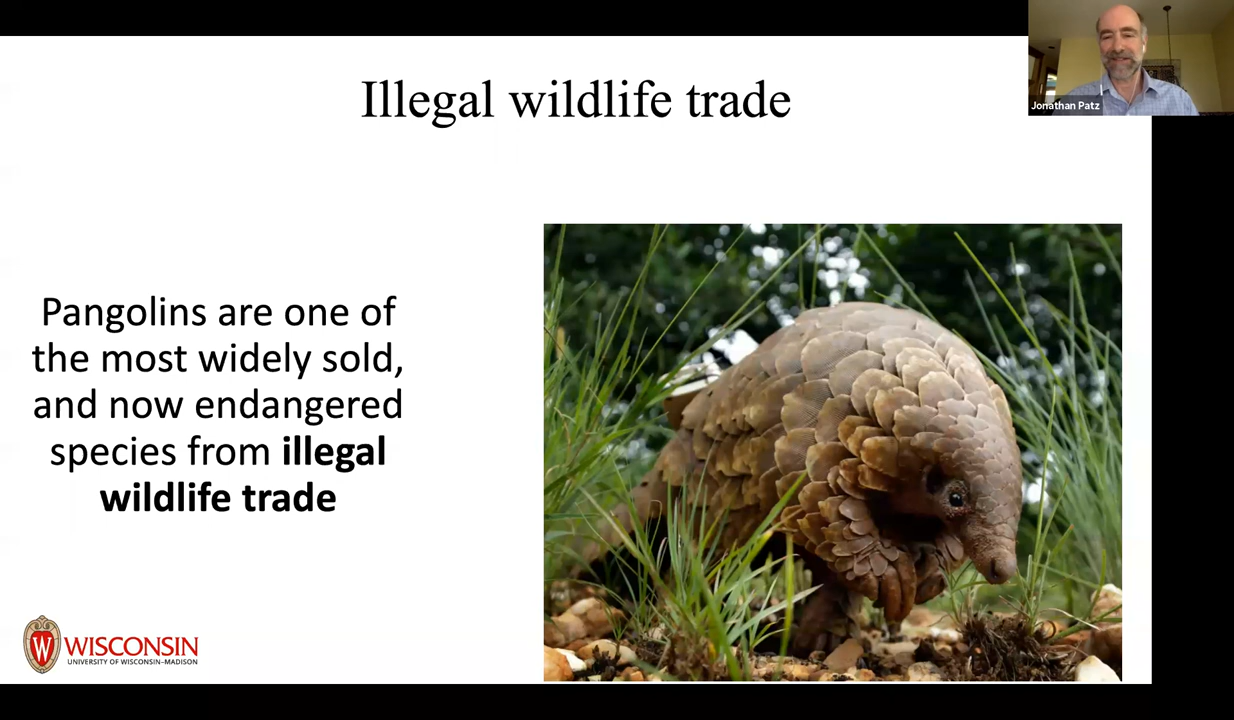 Illegal wildlife trade
Jonathan Patz
Pangolins are one of
the most widely sold,
and now endangered
species from illegal
wildlife trade
W
WISCONSIN
UNIVERSITY OF WISCONSIN–MADISON